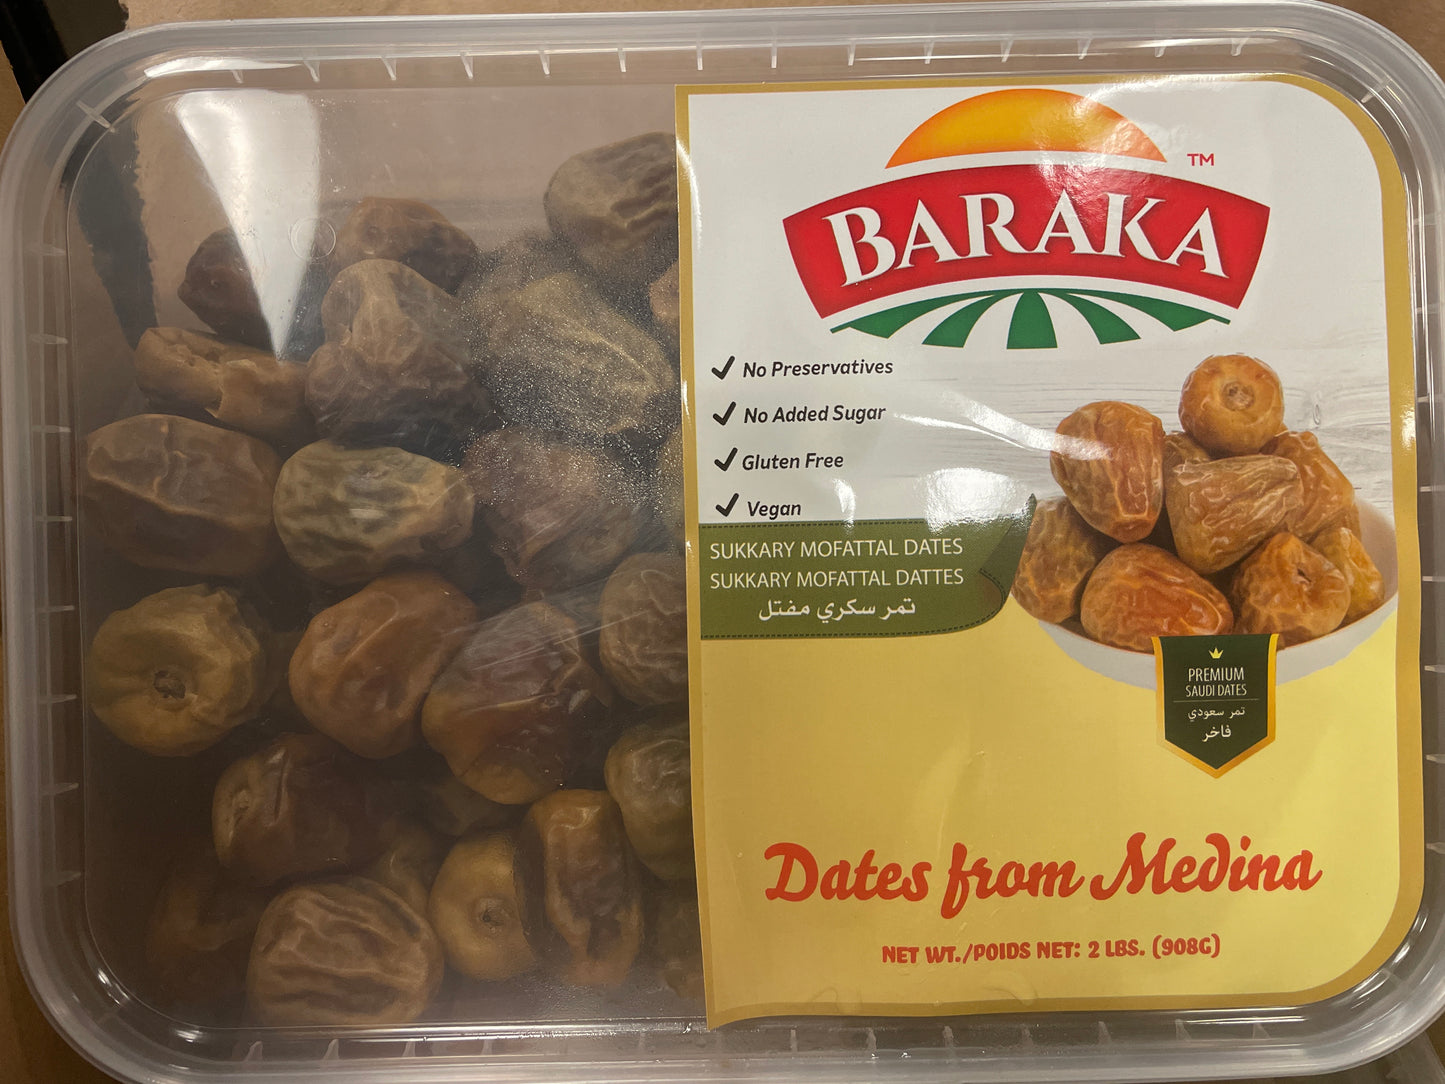 BARAKA
TM
✓ No Preservatives
✓ No Added Sugar
✓ Gluten Free
✓ Vegan
SUKKARY MOFATTAL DATES
SUKKARY MOFATTAL DATTES
تمر سكري مفتل
PREMIUM
SAUDI DATES
تمر سعودي
فاخر
Dates from Medina
NET WT./POIDS NET: 2 LBS. (908G)